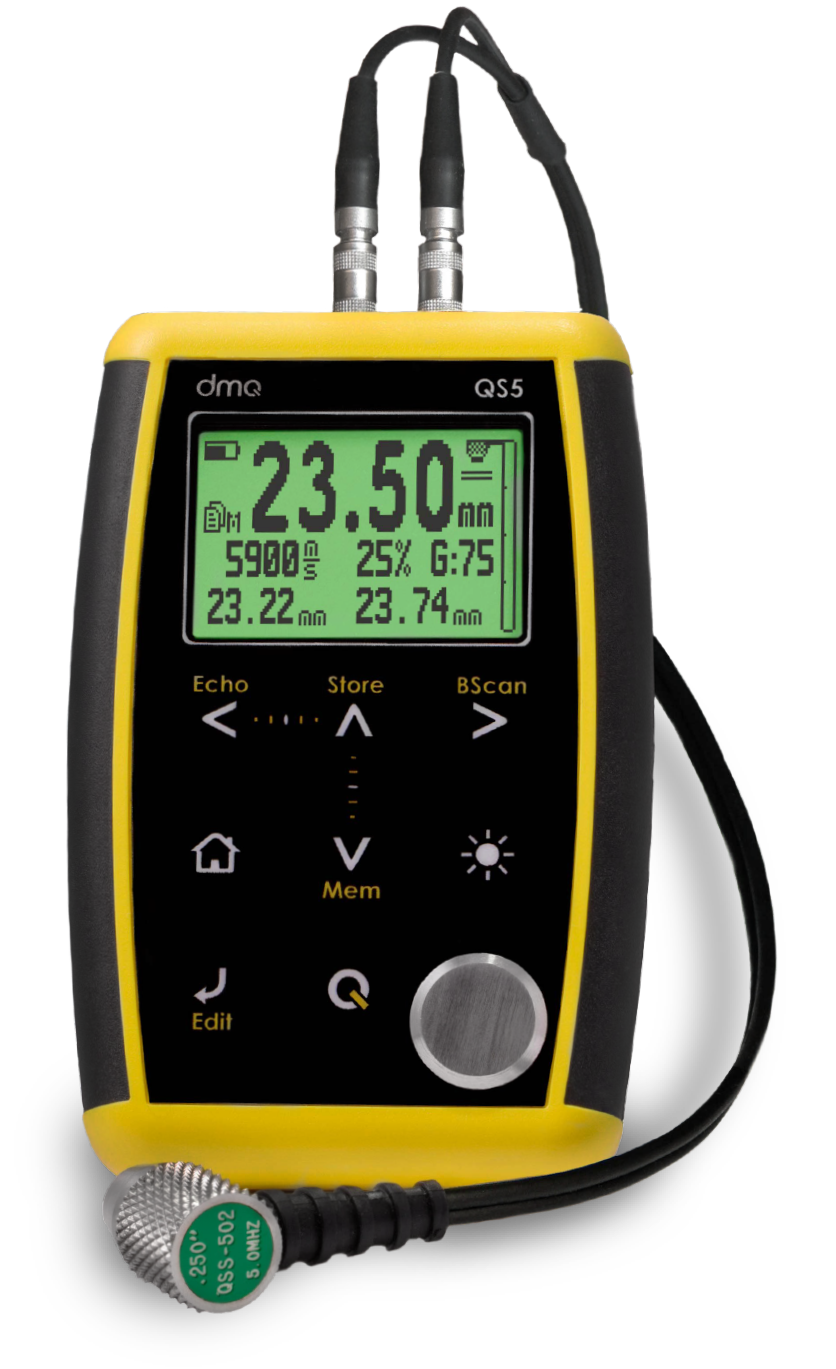 dmq QS5
23.50mm
M
5900m/s 25% G:75
23.22mm 23.74mm
Echo Store BScan
Mem
Edit
Q
.250"
QSS-502
5.0MHZ